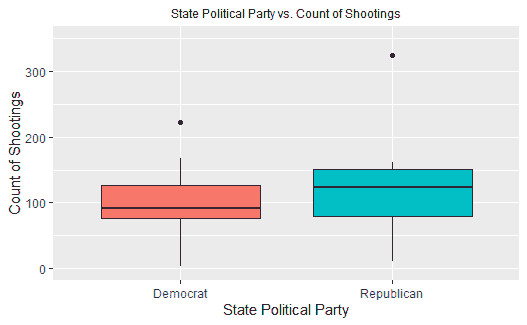 State Political Party vs. Count of Shootings
Count of Shootings
300
200
100
0
Democrat
Republican
State Political Party